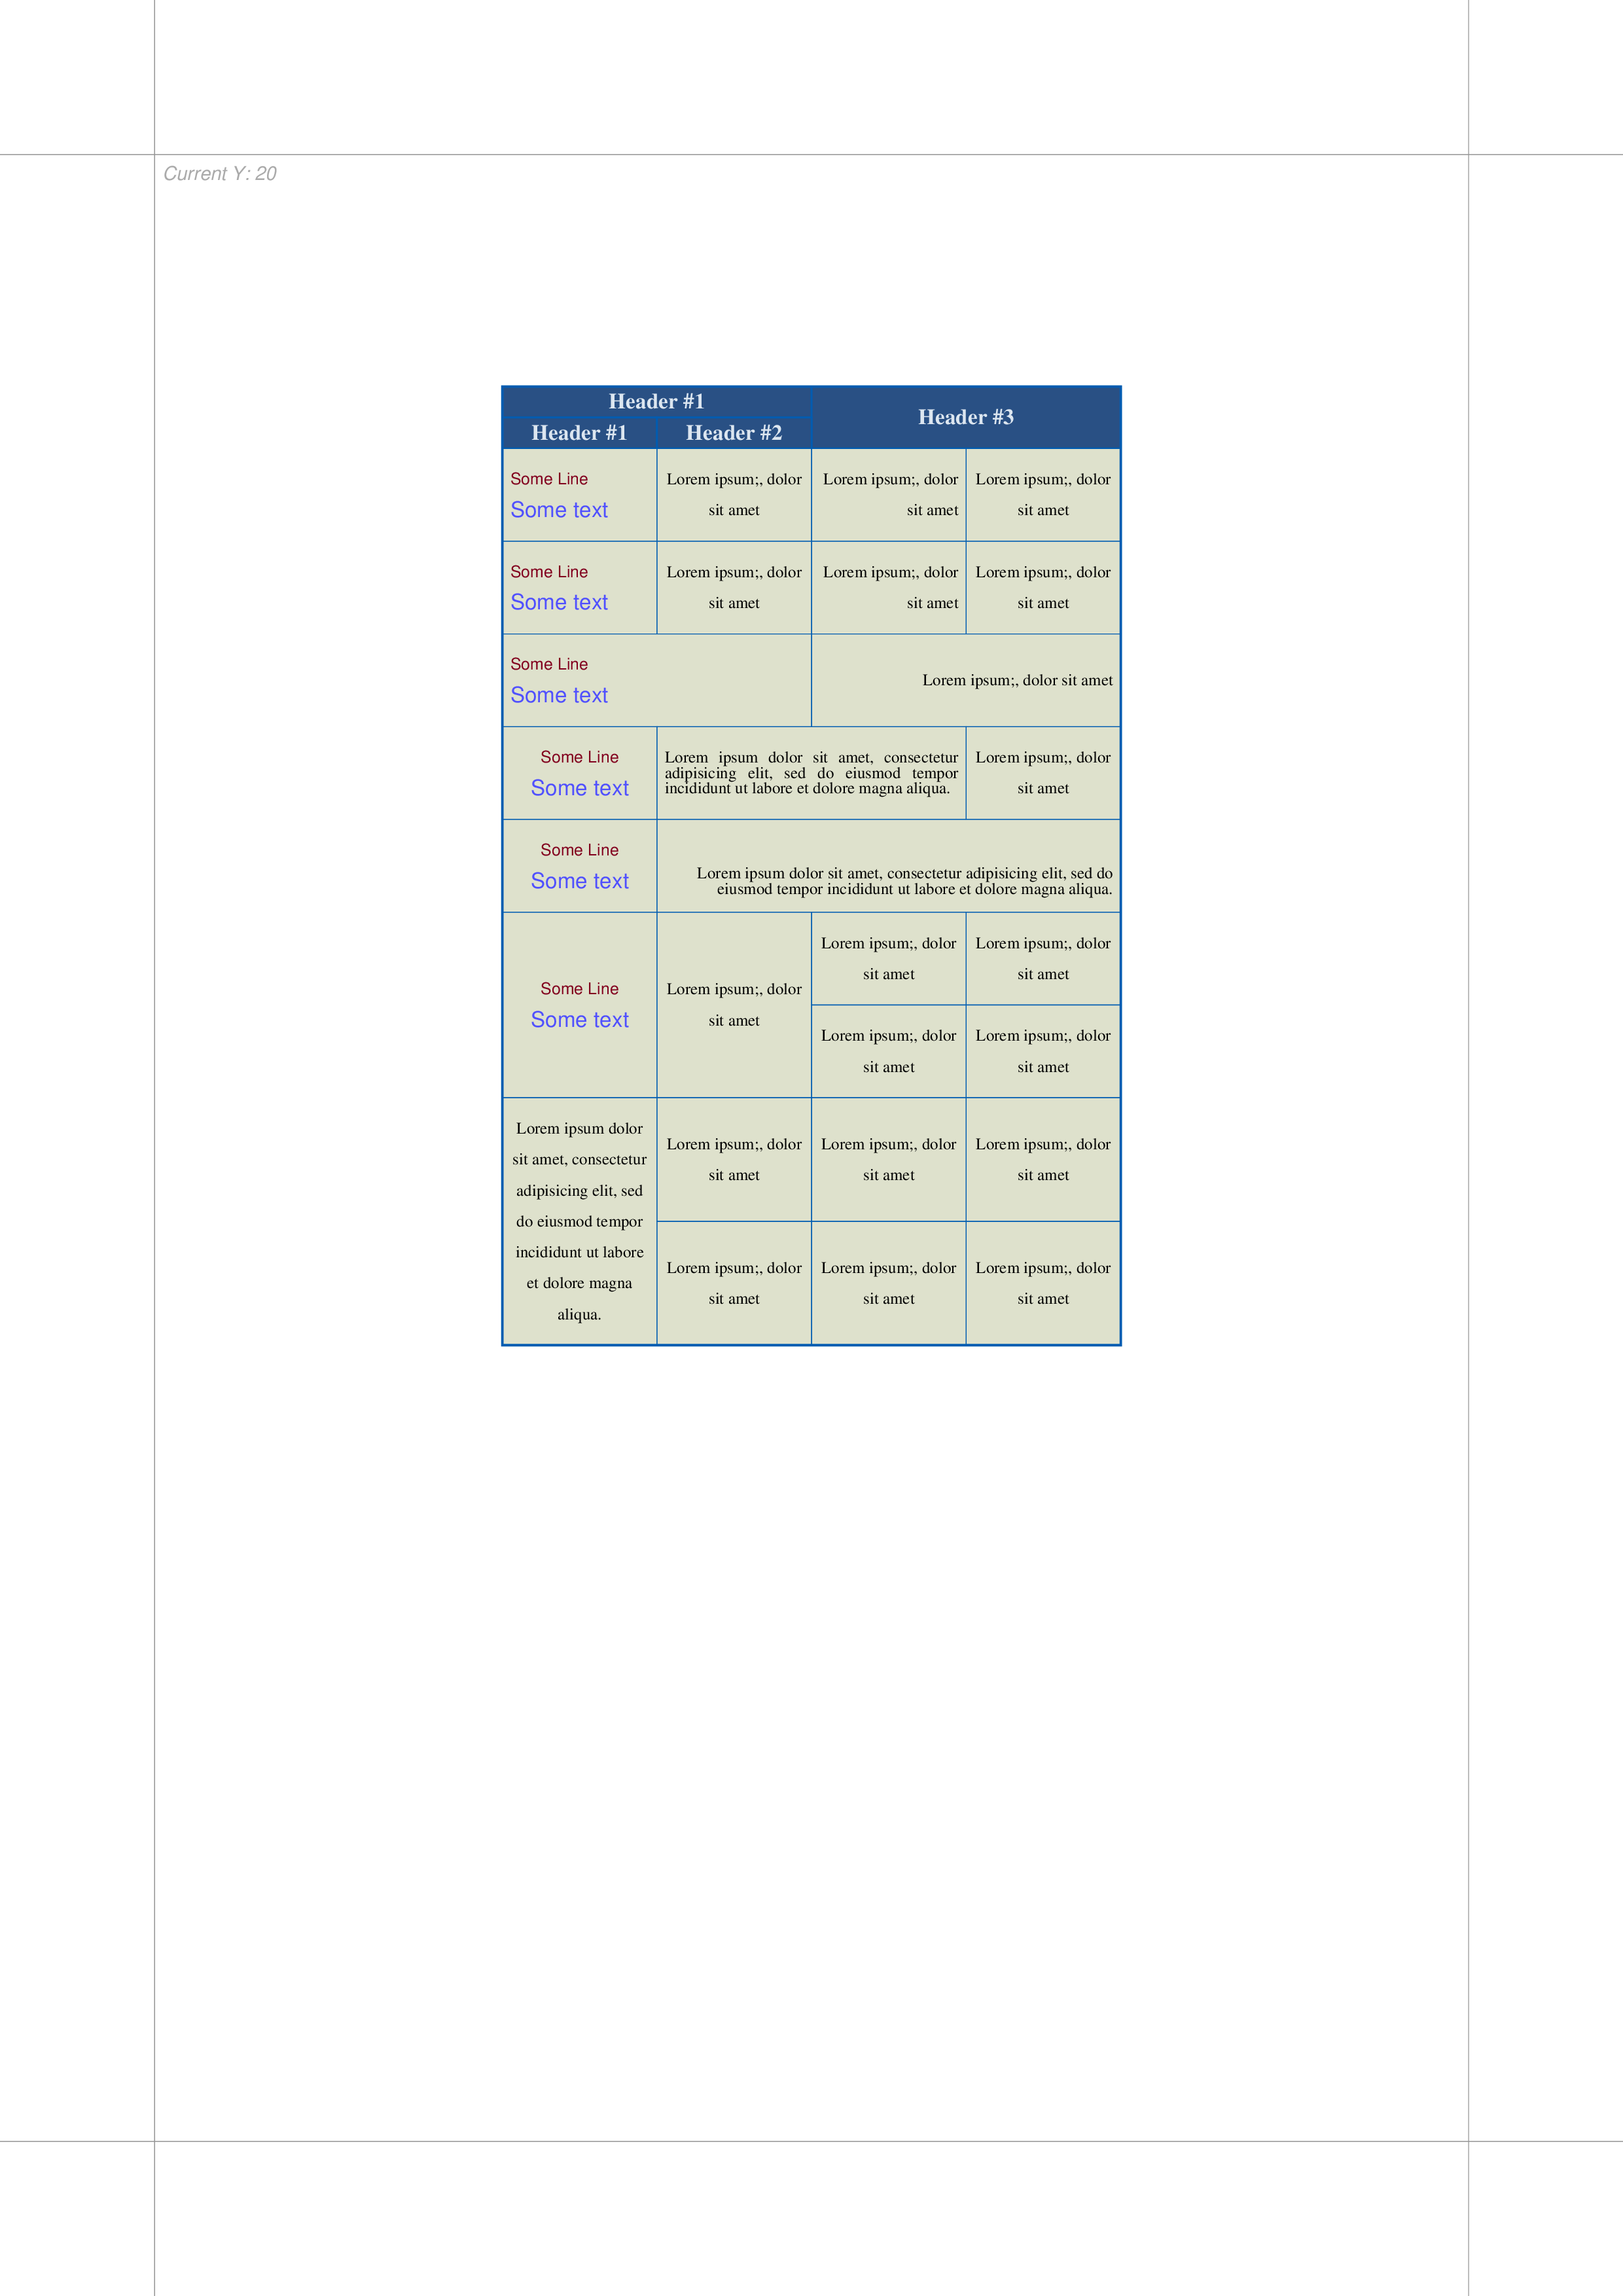 Current Y: 20
Header #1
Header #3
Header #1
Header #2
Some Line
Some text
Lorem ipsum;, dolor
sit amet
Lorem ipsum;, dolor
sit amet
Lorem ipsum;, dolor
sit amet
Some Line
Some text
Lorem ipsum;, dolor
sit amet
Lorem ipsum;, dolor
sit amet
Lorem ipsum;, dolor
sit amet
Some Line
Some text
Lorem ipsum;, dolor sit amet
Some Line
Some text
Lorem ipsum dolor sit amet, consectetur
adipisicing elit, sed do eiusmod tempor
incididunt ut labore et dolore magna aliqua.
Lorem ipsum;, dolor
sit amet
Some Line
Some text
Lorem ipsum dolor sit amet, consectetur adipisicing elit, sed do
eiusmod tempor incididunt ut labore et dolore magna aliqua.
Some Line
Some text
Lorem ipsum;, dolor
sit amet
Lorem ipsum;, dolor
sit amet
Lorem ipsum;, dolor
sit amet
Lorem ipsum;, dolor
sit amet
Lorem ipsum;, dolor
sit amet
Lorem ipsum dolor
sit amet, consectetur
adipisicing elit, sed
do eiusmod tempor
incididunt ut labore
et dolore magna
aliqua.
Lorem ipsum;, dolor
sit amet
Lorem ipsum;, dolor
sit amet
Lorem ipsum;, dolor
sit amet
Lorem ipsum;, dolor
sit amet
Lorem ipsum;, dolor
sit amet
Lorem ipsum;, dolor
sit amet